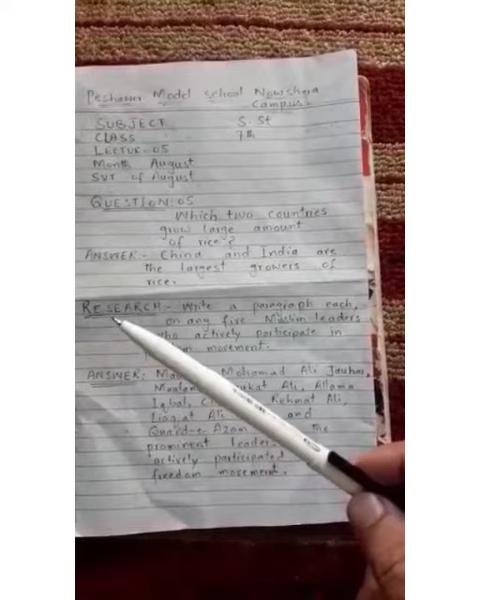 Peshawar Model school Nowshera
Campus.
SUBJECT S. St
CLASS 7th
LECTUR-05
Month August
SVT of August
QUESTION:05
Which two countries
grow large amount
of rice?
ANSWER:- China and India are
the largest growers of
rice.
RESEARCH:- Write a paragraph each,
on any five Muslim leaders
who actively participate in
movement.
ANSWER: Mohamad Ali Jauhar,
Ali, Allama
Iqbal, Rehmat Ali,
Liaqat Ali and
Quaid-e-Azam the
prominent leaders
actively participated
freedom movement.